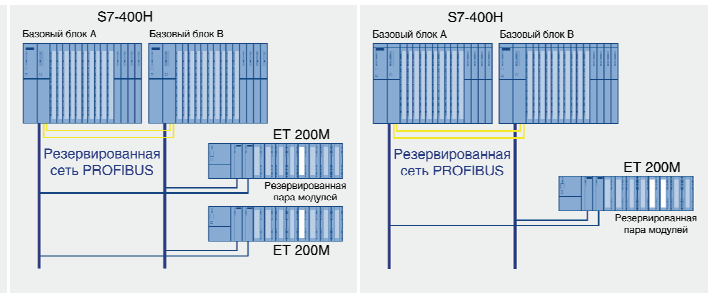 S7-400H
Базовый блок A
Базовый блок B
Резервированная
сеть PROFIBUS
ET 200M
Резервированная
пара модулей
ET 200M
S7-400H
Базовый блок A
Базовый блок B
Резервированная
сеть PROFIBUS
ET 200M
Резервированная
пара модулей